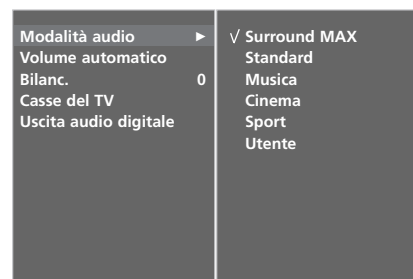 Modalità audio ►
Volume automatico
Bilanc. 0
Casse del TV
Uscita audio digitale
√ Surround MAX
Standard
Musica
Cinema
Sport
Utente